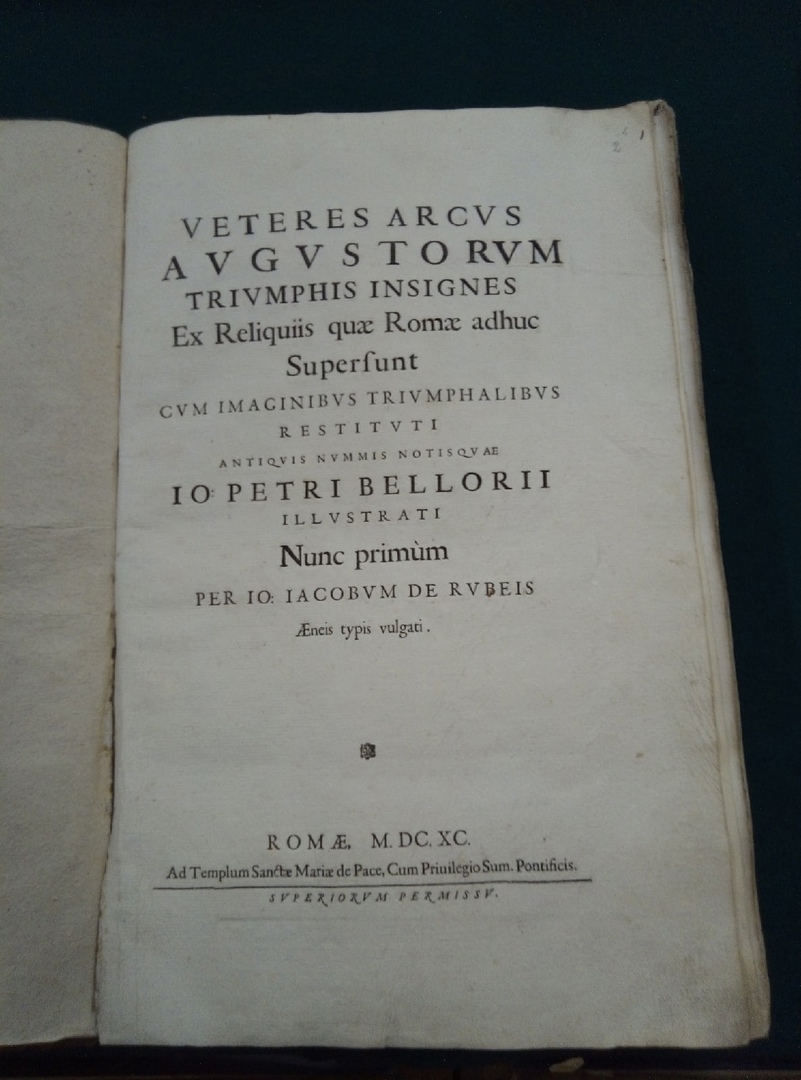 VETERES ARCVS
AVGVSTORVM
TRIVMPHIS INSIGNES
Ex Reliquiis quæ Romæ adhuc
Superſunt
CVM IMAGINIBVS TRIVMPHALIBVS
RESTITVTI
ANTIQVIS NVMMIS NOTISQVAE
IO: PETRI BELLORII
ILLVSTRATI
Nunc primùm
PER IO: IACOBVM DE RVBEIS
Æneis typis vulgati.
ROMÆ, M. DC. XC.
Ad Templum Sanctæ Mariæ de Pace, Cum Priuilegio Sum. Pontificis.
SVPERIORVM PERMISSV.